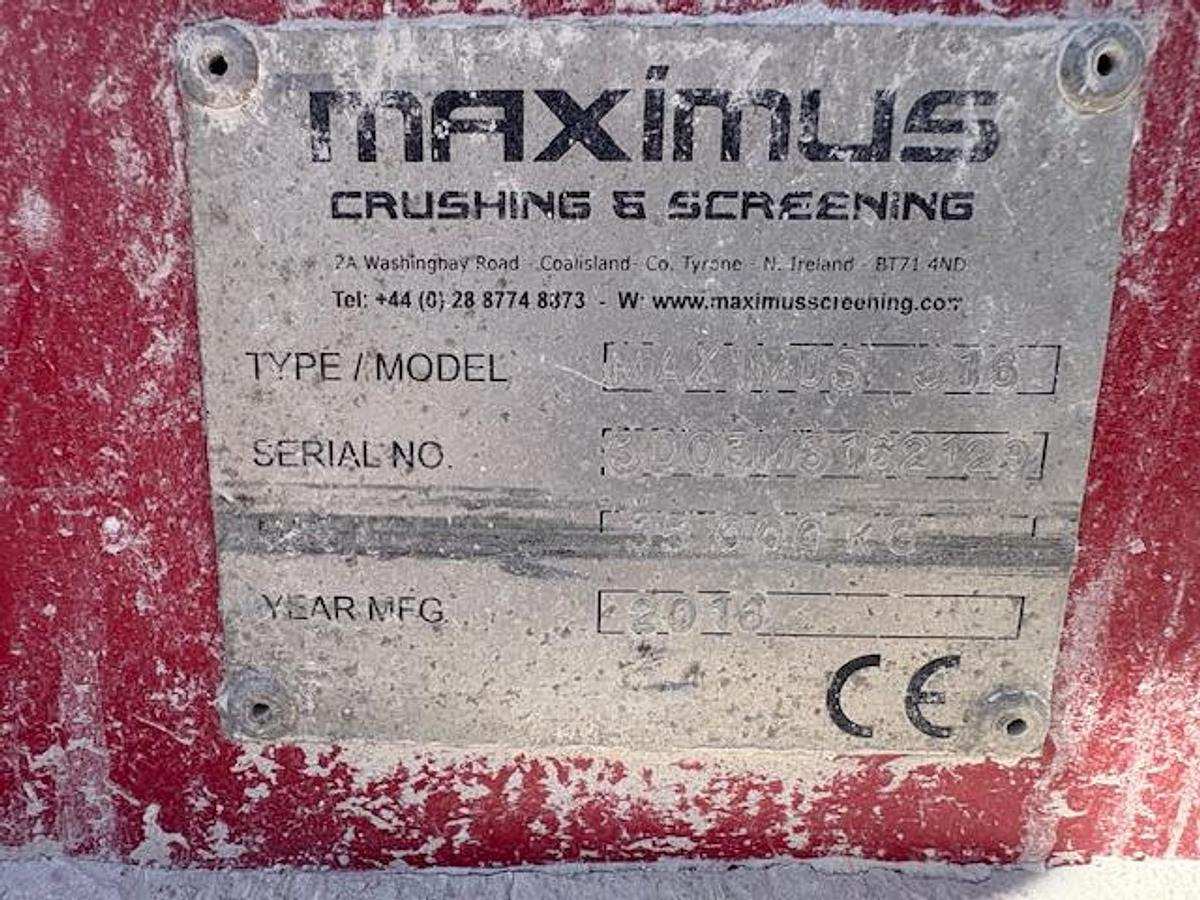 MAXIMUS
CRUSHING & SCREENING
2A Washingbay Road - Coalisland - Co. Tyrone - N. Ireland - BT71 4ND
Tel: +44 (0) 28 8774 8373 - W: www.maximusscreening.com
TYPE / MODEL MAXIMUS 516
SERIAL NO.
KG
YEAR MFG 2016
CE